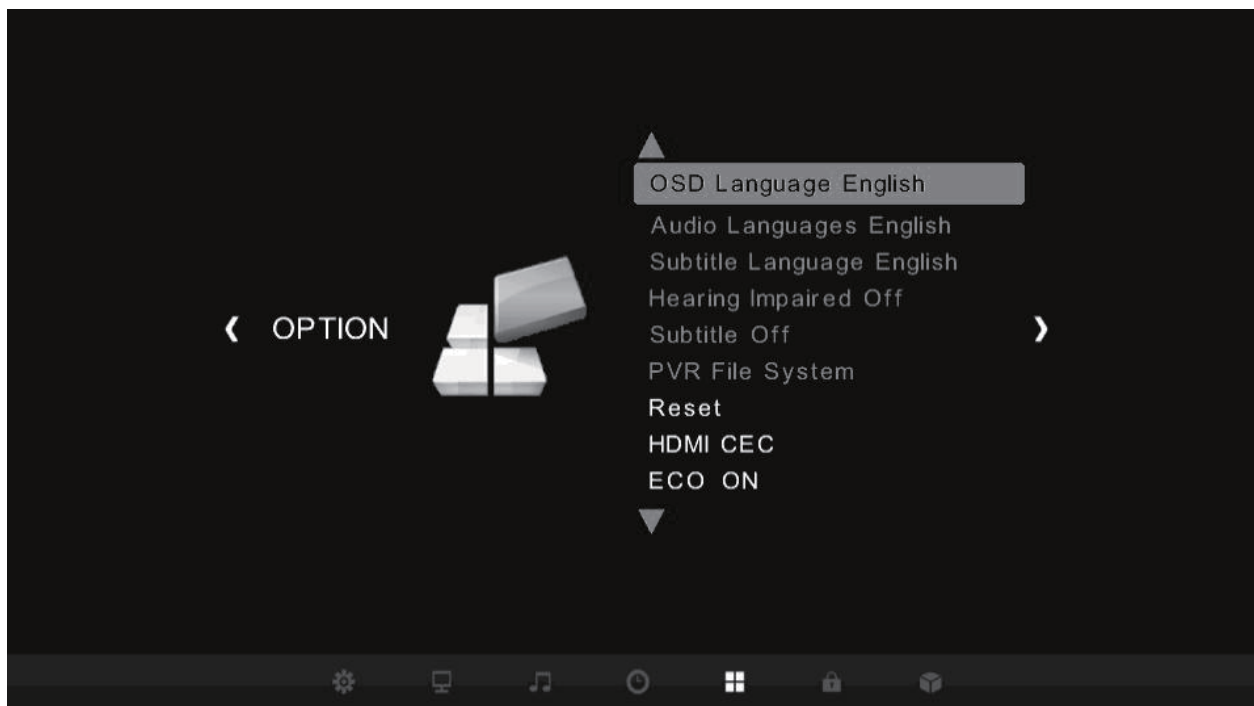 OSD Language English
Audio Languages English
Subtitle Language English
Hearing Impaired Off
OPTION
Subtitle Off
PVR File System
Reset
HDMI CEC
ECO ON